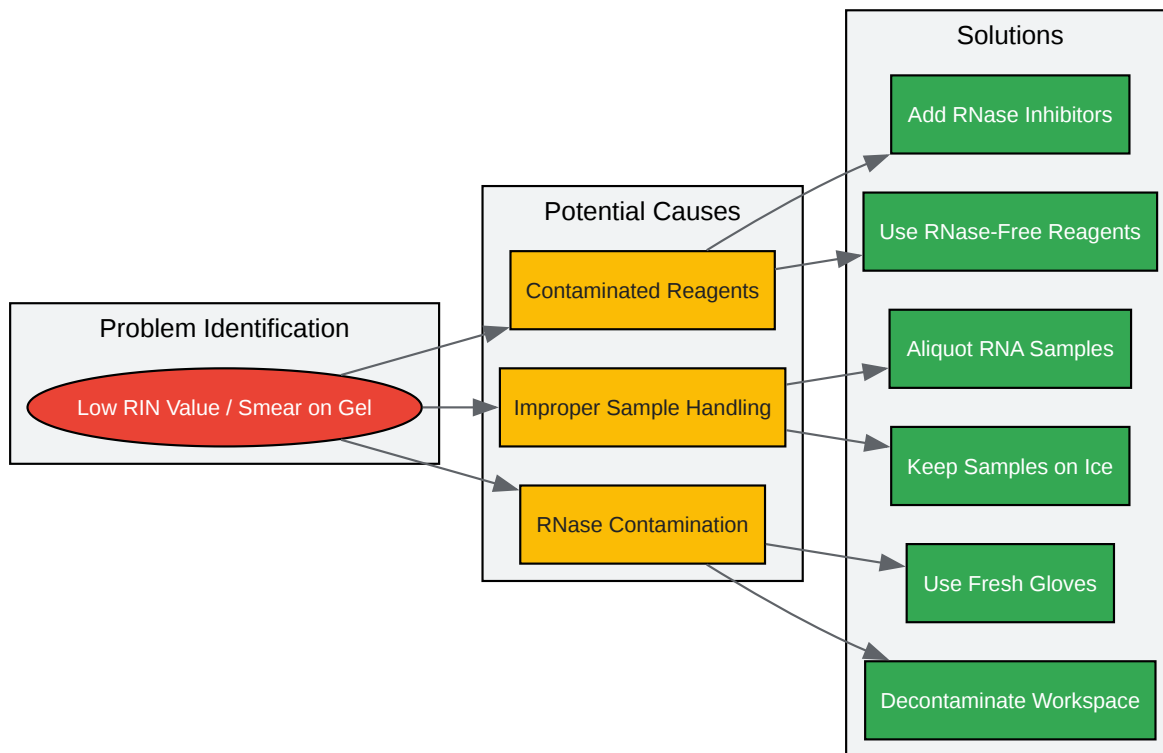 Problem Identification
Low RIN Value / Smear on Gel
Potential Causes
Contaminated Reagents
Improper Sample Handling
RNase Contamination
Solutions
Add RNase Inhibitors
Use RNase-Free Reagents
Aliquot RNA Samples
Keep Samples on Ice
Use Fresh Gloves
Decontaminate Workspace